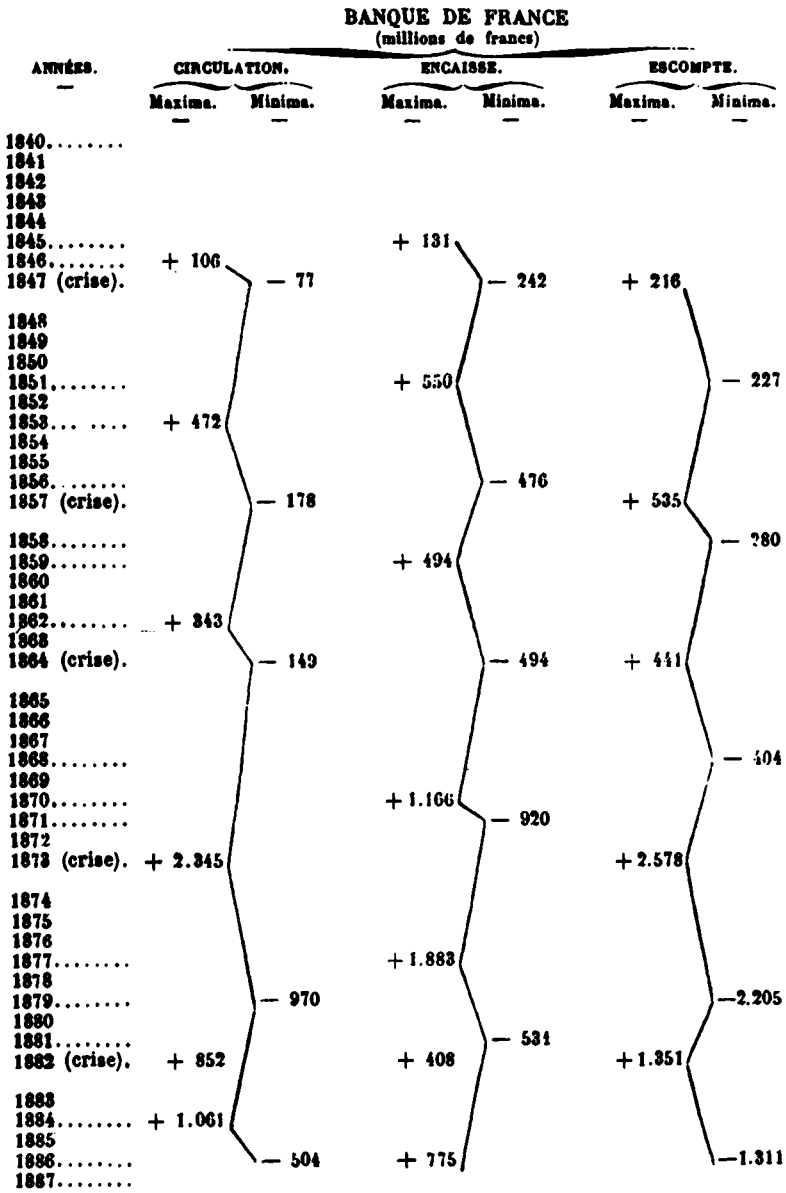 BANQUE DE FRANCE
(millions de francs)
ANNÉES. CIRCULATION. ENCAISSE. ESCOMPTE.
Maxima. Minima. Maxima. Minima. Maxima. Minima.
1840........
1841
1842
1843
1844
1845........ + 131
1846........ + 106
1847 (crise). — 77 — 242 + 216
1848
1849
1850
1851........ + 550 — 227
1852
1853... .... + 472
1854
1855
1856........ — 476
1857 (crise). — 178 + 535
1858........ — 280
1859........ + 494
1860
1861
1862........ + 343
1863
1864 (crise). — 149 — 494 + 441
1865
1866
1867
1868........ — 404
1869
1870........ + 1.166
1871........ — 920
1872
1873 (crise). + 2.345 + 2.578
1874
1875
1876
1877........ + 1.883
1878
1879........ — 970 —2.205
1880
1881........ — 531
1882 (crise). + 852 + 408 + 1.351
1883
1884........ + 1.061
1885
1886........ — 504 + 775 —1.311
1887........